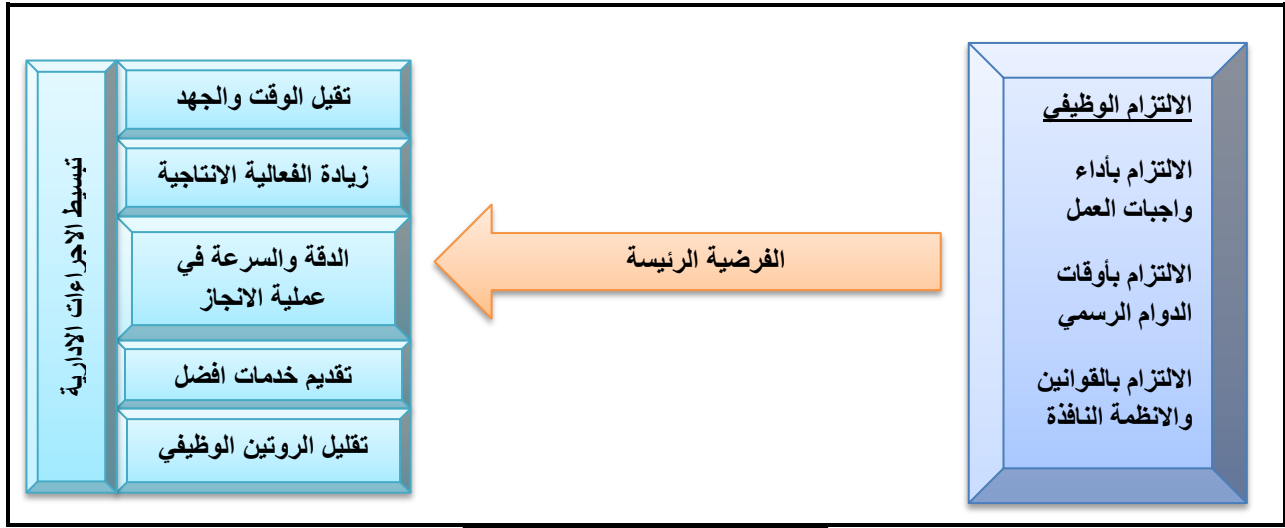 الالتزام الوظيفي
الالتزام بأداء
واجبات العمل
الالتزام بأوقات
الدوام الرسمي
الالتزام بالقوانين
والانظمة النافذة
الفرضية الرئيسة
تقيل الوقت والجهد
زيادة الفعالية الانتاجية
الدقة والسرعة في
عملية الانجاز
تقديم خدمات افضل
تقليل الروتين الوظيفي
تبسيط الاجراءات الادارية